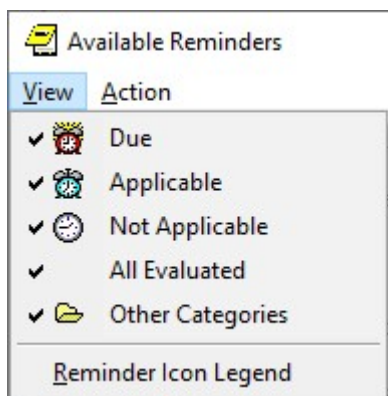 Available Reminders
View Action
Due
Applicable
Not Applicable
All Evaluated
Other Categories
Reminder Icon Legend